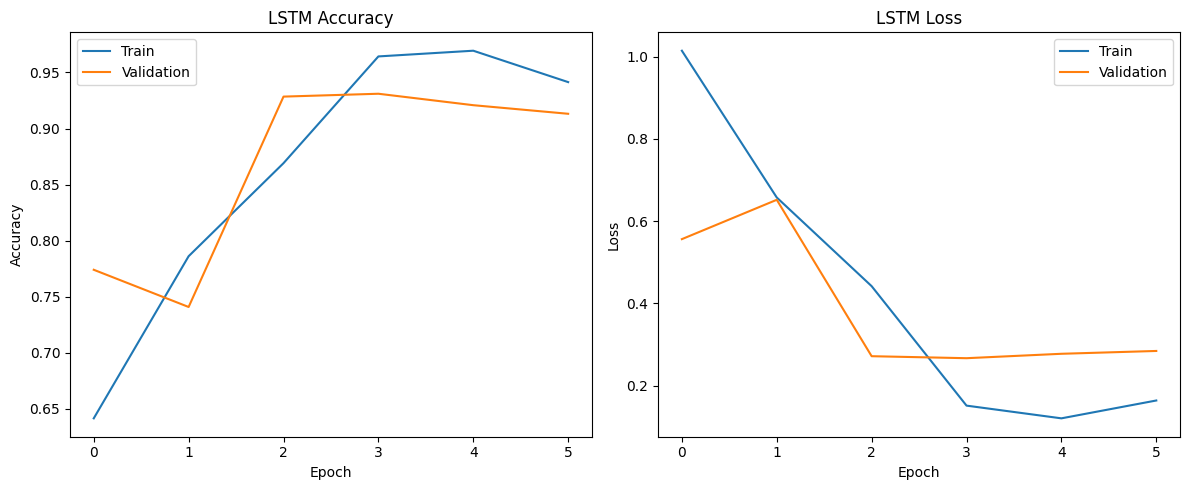 LSTM Accuracy
Train
Validation
0.95
0.90
0.85
0.80
0.75
0.70
0.65
Accuracy
0 1 2 3 4 5
Epoch
LSTM Loss
Train
Validation
1.0
0.8
0.6
0.4
0.2
Loss
0 1 2 3 4 5
Epoch